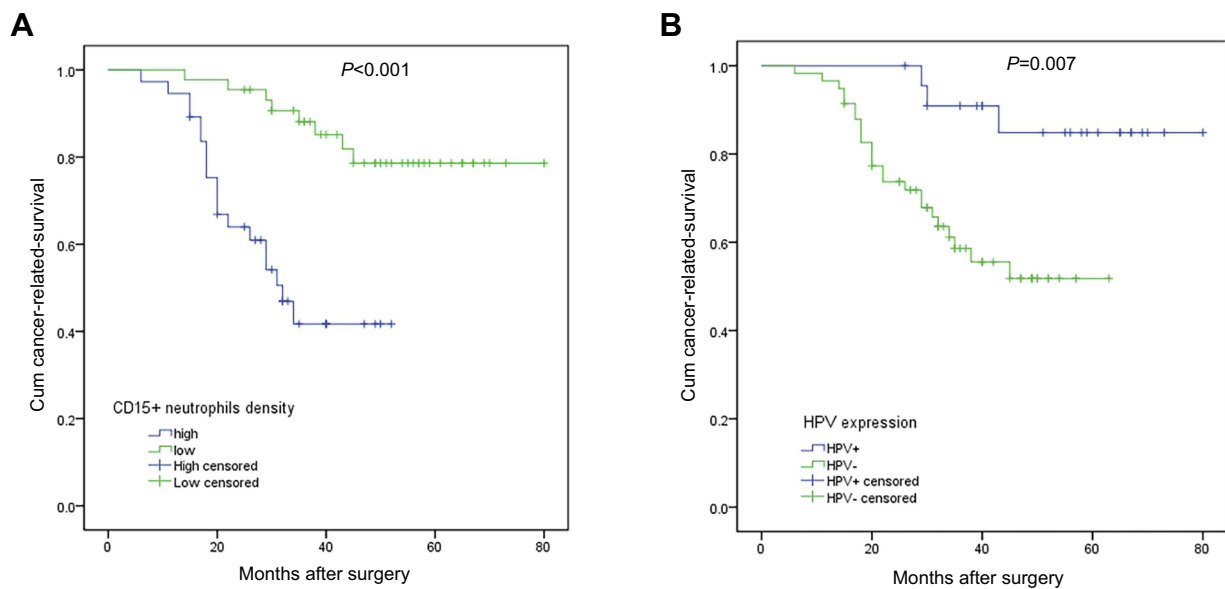 A
P<0.001
1.0
0.8
0.6
0.4
0.2
0.0
Cum cancer-related-survival
CD15+ neutrophils density
high
low
High censored
Low censored
0 20 40 60 80
Months after surgery
B
P=0.007
1.0
0.8
0.6
0.4
0.2
0.0
Cum cancer-related-survival
HPV expression
HPV+
HPV-
HPV+ censored
HPV- censored
0 20 40 60 80
Months after surgery